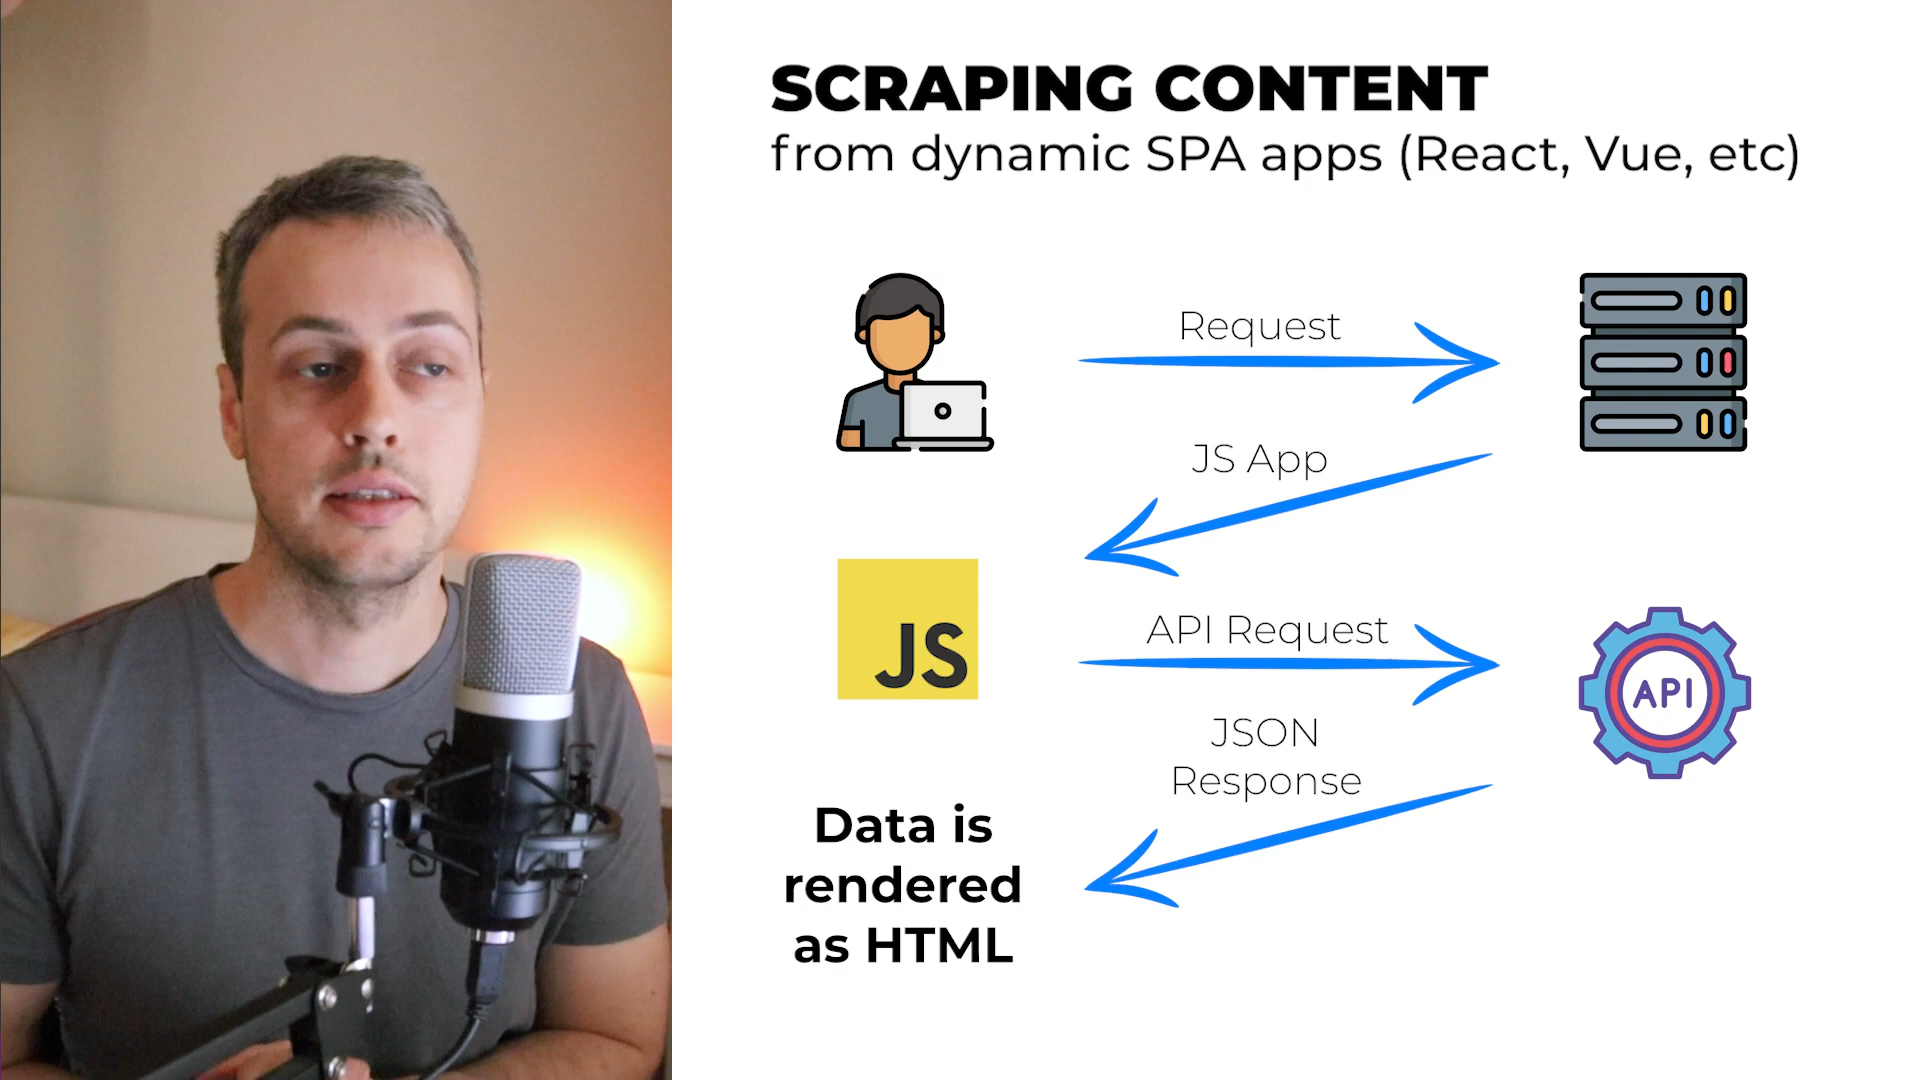 SCRAPING CONTENT
from dynamic SPA apps (React, Vue, etc)
Request
JS App
JS
API Request
API
JSON
Response
Data is
rendered
as HTML